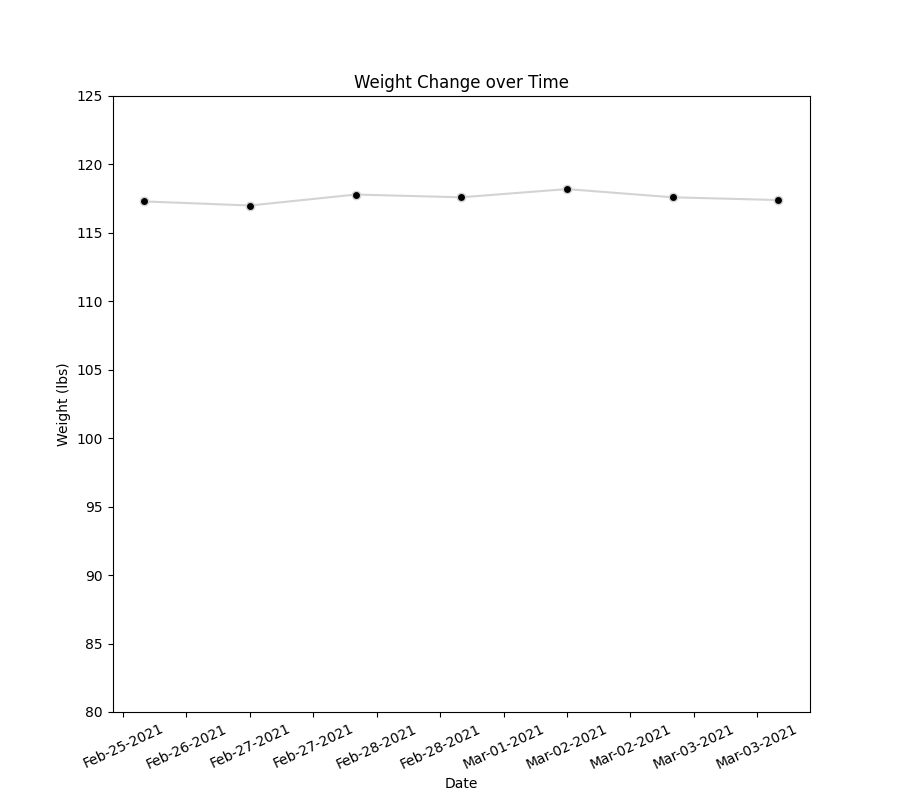 Weight Change over Time
125
120
115
110
105
100
95
90
85
80
Weight (lbs)
Feb-25-2021
Feb-26-2021
Feb-27-2021
Feb-27-2021
Feb-28-2021
Feb-28-2021
Mar-01-2021
Mar-02-2021
Mar-02-2021
Mar-03-2021
Mar-03-2021
Date